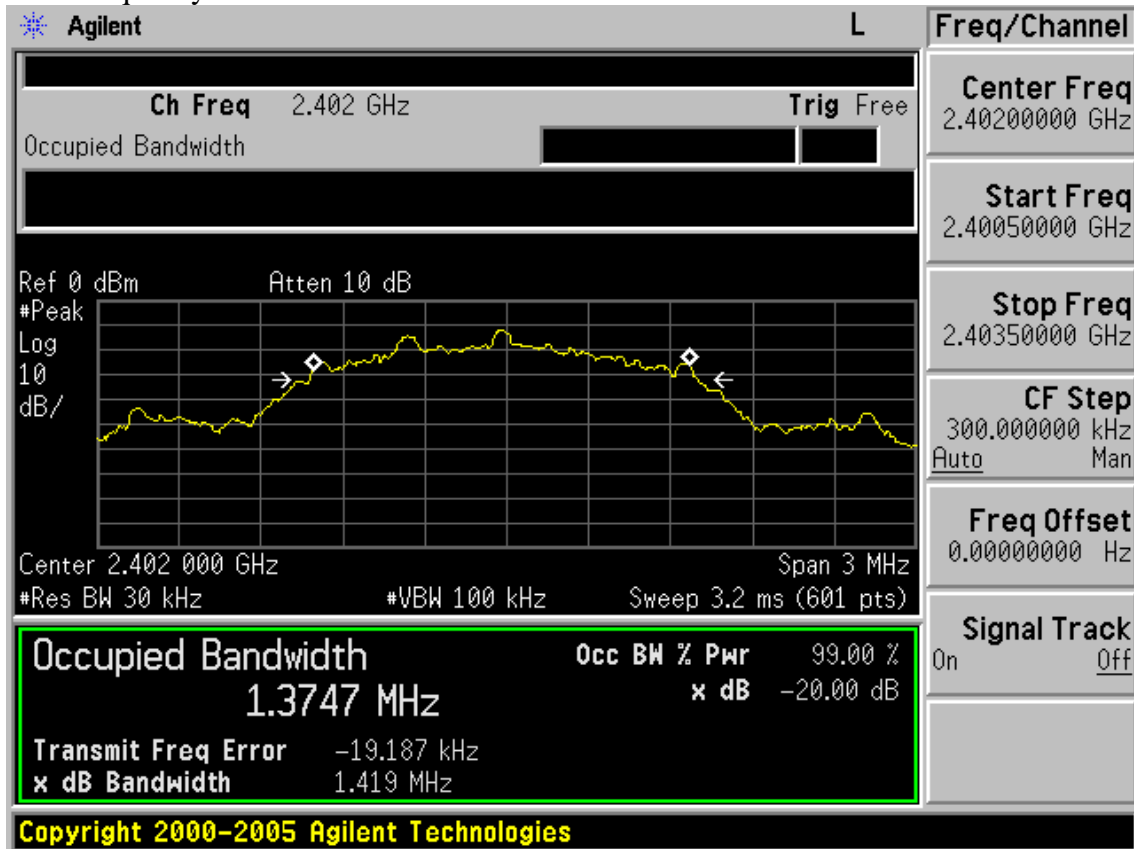 Agilent L
Ch Freq 2.402 GHz Trig Free
Occupied Bandwidth
Ref 0 dBm Atten 10 dB
#Peak
Log
10
dB/
Center 2.402 000 GHz Span 3 MHz
#Res BW 30 kHz #VBW 100 kHz Sweep 3.2 ms (601 pts)
Occupied Bandwidth Occ BW % Pwr 99.00 %
1.3747 MHz x dB -20.00 dB
Transmit Freq Error -19.187 kHz
x dB Bandwidth 1.419 MHz
Copyright 2000-2005 Agilent Technologies
Freq/Channel
Center Freq
2.40200000 GHz
Start Freq
2.40050000 GHz
Stop Freq
2.40350000 GHz
CF Step
300.000000 kHz
Auto Man
Freq Offset
0.00000000 Hz
Signal Track
On Off